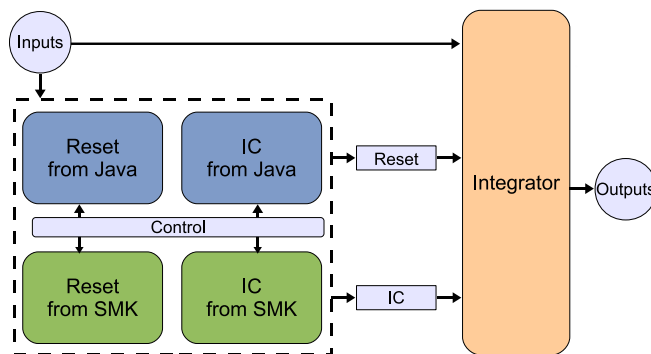 Inputs
Reset
from Java
IC
from Java
Reset
Integrator
Outputs
Control
Reset
from SMK
IC
from SMK
IC